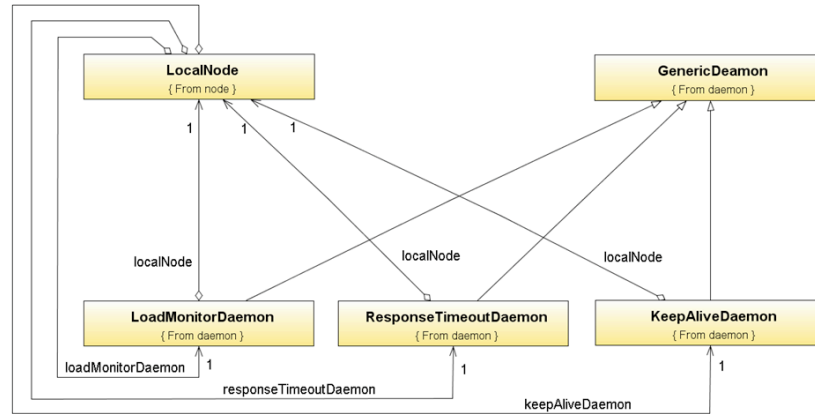 LocalNode
{ From node }
GenericDeamon
{ From daemon }
1
1
1
localNode
localNode
localNode
LoadMonitorDaemon
{ From daemon }
ResponseTimeoutDaemon
{ From daemon }
KeepAliveDaemon
{ From daemon }
1
1
1
loadMonitorDaemon
responseTimeoutDaemon
keepAliveDaemon